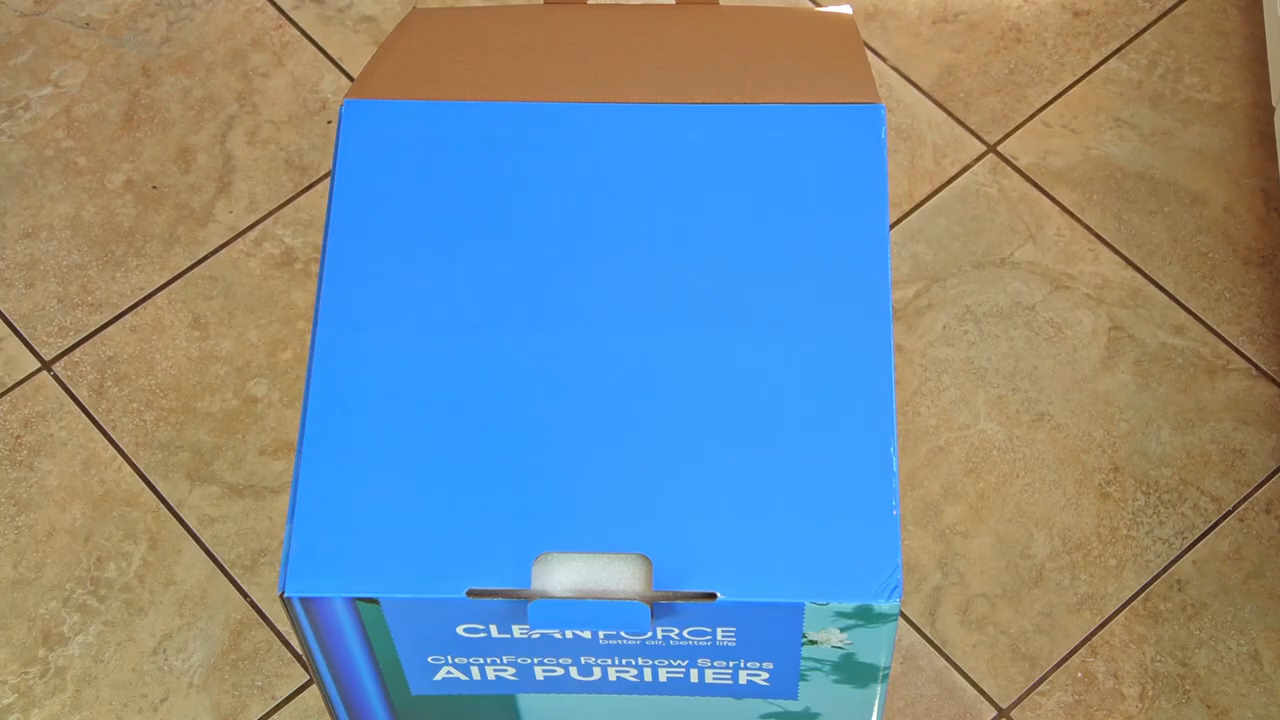 CLEANFORCE
better air, better life
CleanForce Rainbow Series
AIR PURIFIER